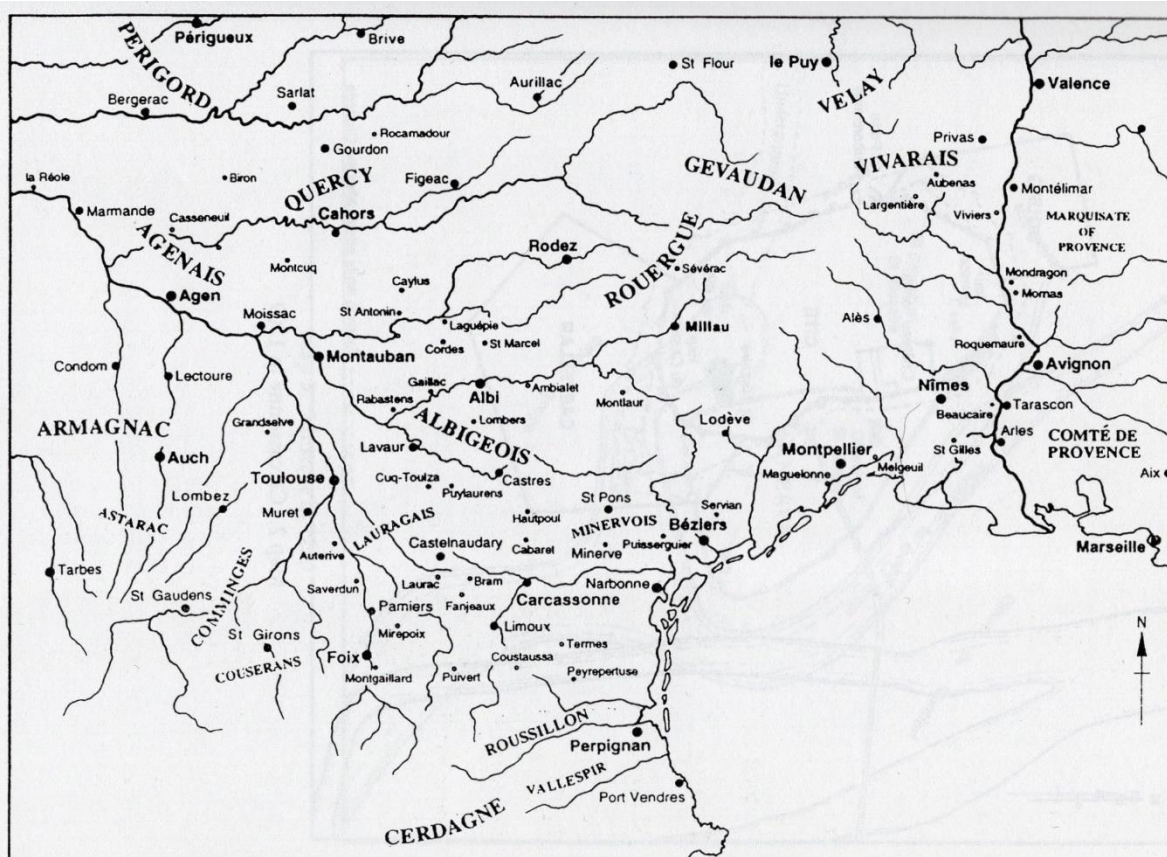 Périgueux
Brive
PÉRIGORD
Bergerac
Sarlat
Aurillac
St Flour
le Puy
VELAY
Valence
Rocamadour
Gourdon
Privas
la Réole
Biron
QUERCY
Figeac
GEVAUDAN
VIVARAIS
Aubenas
Largentière
Montélimar
Marmande
Casseneuil
Cahors
Viviers
MARQUISATE
OF
PROVENCE
AGENAIS
Montcuq
Rodez
ROUERGUE
Sévérac
Mondragon
Mornas
Agen
Caylus
Moissac
St Antonin
Laguépie
Millau
Alès
Roquemaure
Montauban
Cordes
St Marcel
Avignon
Condom
Lectoure
Gaillac
Albi
Ambialet
Montlaur
Nîmes
Rabastens
Beaucaire
Tarascon
ARMAGNAC
Grandselve
ALBIGEOIS
Lombers
Lodève
Arles
Auch
Lavaur
Montpellier
Melgeuil
St Gilles
COMTÉ DE
PROVENCE
Toulouse
Castres
Maguelonne
Aix
Lombez
Cuq-Toulza
Puylaurens
St Pons
Servian
ASTARAC
Muret
LAURAGAIS
Hautpoul
MINERVOIS
Béziers
Auterive
Castelnaudary
Cabaret
Minerve
Puisserguier
Marseille
Tarbes
COMMINGES
Saverdun
Laurac
Bram
Narbonne
St Gaudens
Pamiers
Fanjeaux
Carcassonne
Mirepoix
Limoux
St Girons
COUSERANS
Foix
Termes
Montgaillard
Puivert
Coustaussa
Peyrepertuse
N
ROUSSILLON
Perpignan
VALLESPIR
Port Vendres
CERDAGNE